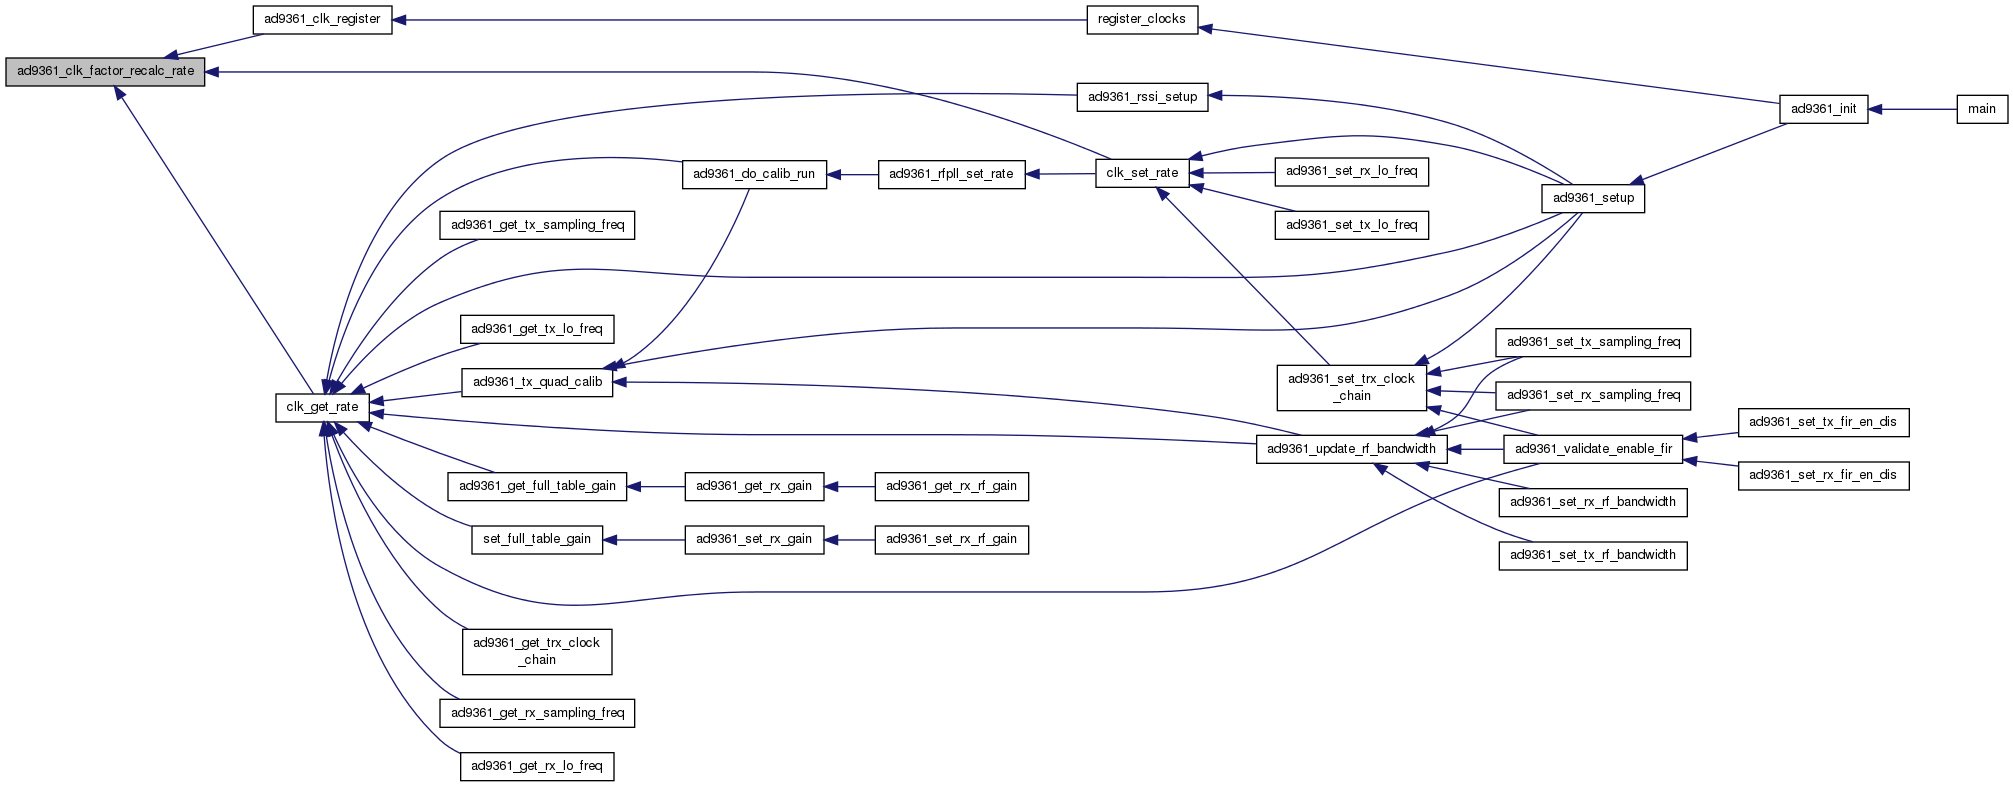 ad9361_clk_register
register_clocks
ad9361_clk_factor_recalc_rate
ad9361_rssi_setup
ad9361_init
main
ad9361_do_calib_run
ad9361_rfpll_set_rate
clk_set_rate
ad9361_set_rx_lo_freq
ad9361_setup
ad9361_get_tx_sampling_freq
ad9361_set_tx_lo_freq
ad9361_get_tx_lo_freq
ad9361_set_tx_sampling_freq
ad9361_tx_quad_calib
ad9361_set_trx_clock
_chain
ad9361_set_rx_sampling_freq
clk_get_rate
ad9361_set_tx_fir_en_dis
ad9361_update_rf_bandwidth
ad9361_validate_enable_fir
ad9361_set_rx_fir_en_dis
ad9361_get_full_table_gain
ad9361_get_rx_gain
ad9361_get_rx_rf_gain
ad9361_set_rx_rf_bandwidth
set_full_table_gain
ad9361_set_rx_gain
ad9361_set_rx_rf_gain
ad9361_set_tx_rf_bandwidth
ad9361_get_trx_clock
_chain
ad9361_get_rx_sampling_freq
ad9361_get_rx_lo_freq